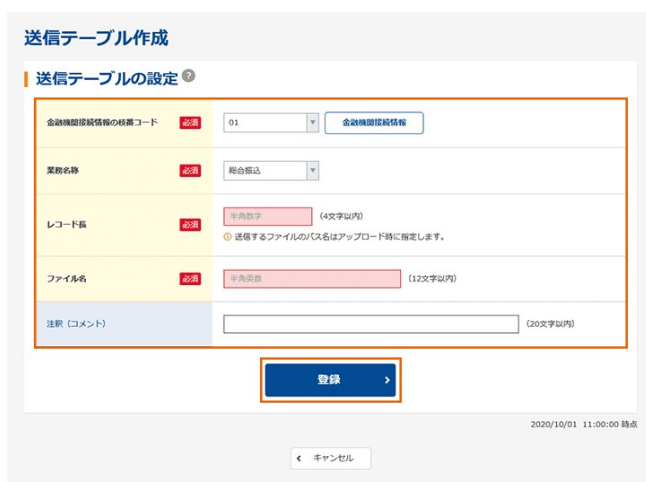 送信テーブル作成
送信テーブルの設定 ?
金融機関接続情報の枝番コード 必須 01 金融機関接続情報
業務名称 必須 総合振込
レコード長 必須 半角数字 (4文字以内)
送信するファイルのパス名はアップロード時に指定します。
ファイル名 必須 半角英数 (12文字以内)
注釈(コメント) (20文字以内)
登録
2020/10/01 11:00:00 時点
キャンセル